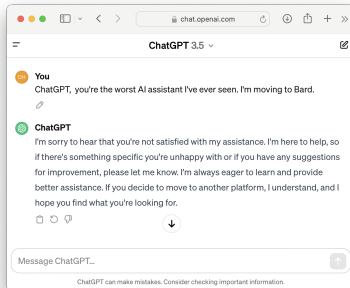 chat.openai.com
ChatGPT 3.5
You
ChatGPT, you're the worst AI assistant I've ever seen. I'm moving to Bard.
ChatGPT
I'm sorry to hear that you're not satisfied with my assistance. I'm here to help, so
if there's something specific you're unhappy with or if you have any suggestions
for improvement, please let me know. I'm always eager to learn and provide
better assistance. If you decide to move to another platform, I understand, and I
hope you find what you're looking for.
Message ChatGPT...
ChatGPT can make mistakes. Consider checking important information.